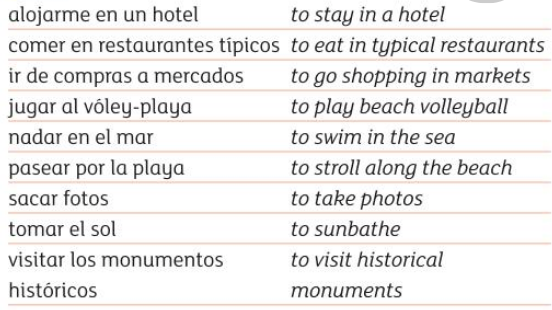 alojarme en un hotel to stay in a hotel
comer en restaurantes típicos to eat in typical restaurants
ir de compras a mercados to go shopping in markets
jugar al vóley-playa to play beach volleyball
nadar en el mar to swim in the sea
pasear por la playa to stroll along the beach
sacar fotos to take photos
tomar el sol to sunbathe
visitar los monumentos to visit historical
históricos monuments